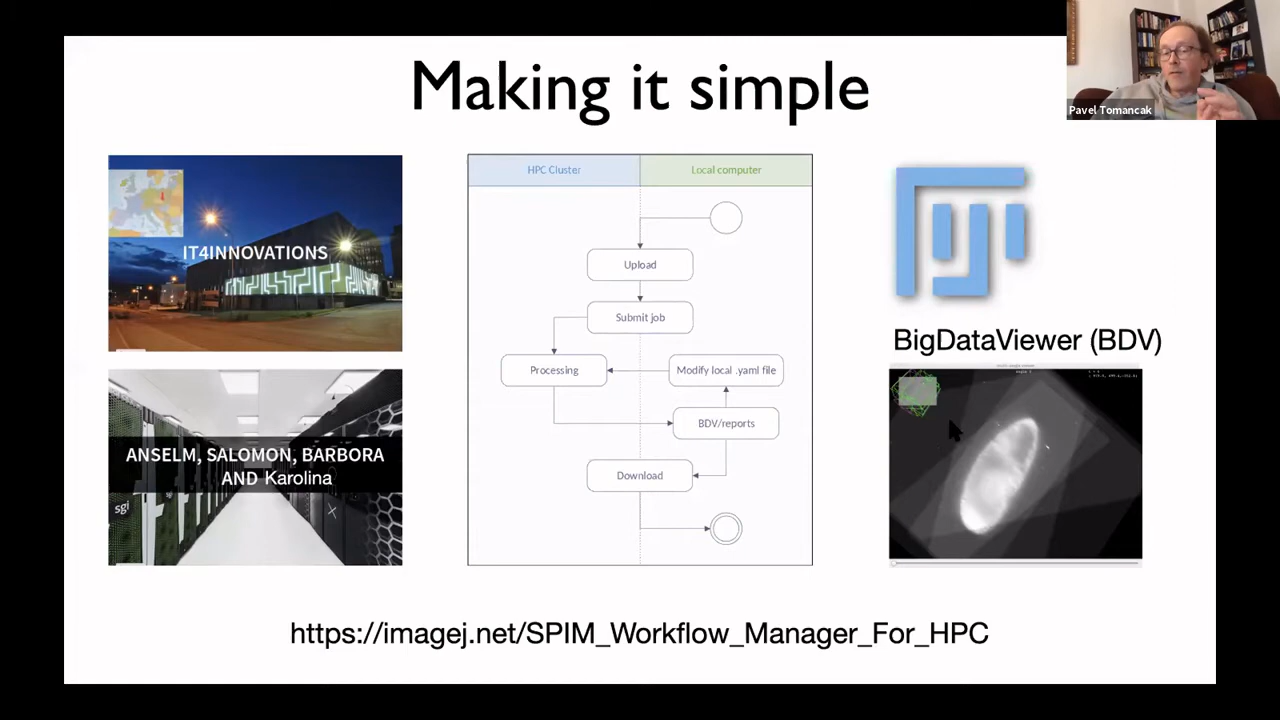 Making it simple
Pavel Tomancak
IT4INNOVATIONS
ANSELM, SALOMON, BARBORA
AND Karolina
sgi
HPC Cluster
Local computer
Upload
Submit job
Processing
Modify local .yaml file
BDV/reports
Download
BigDataViewer (BDV)
https://imagej.net/SPIM_Workflow_Manager_For_HPC